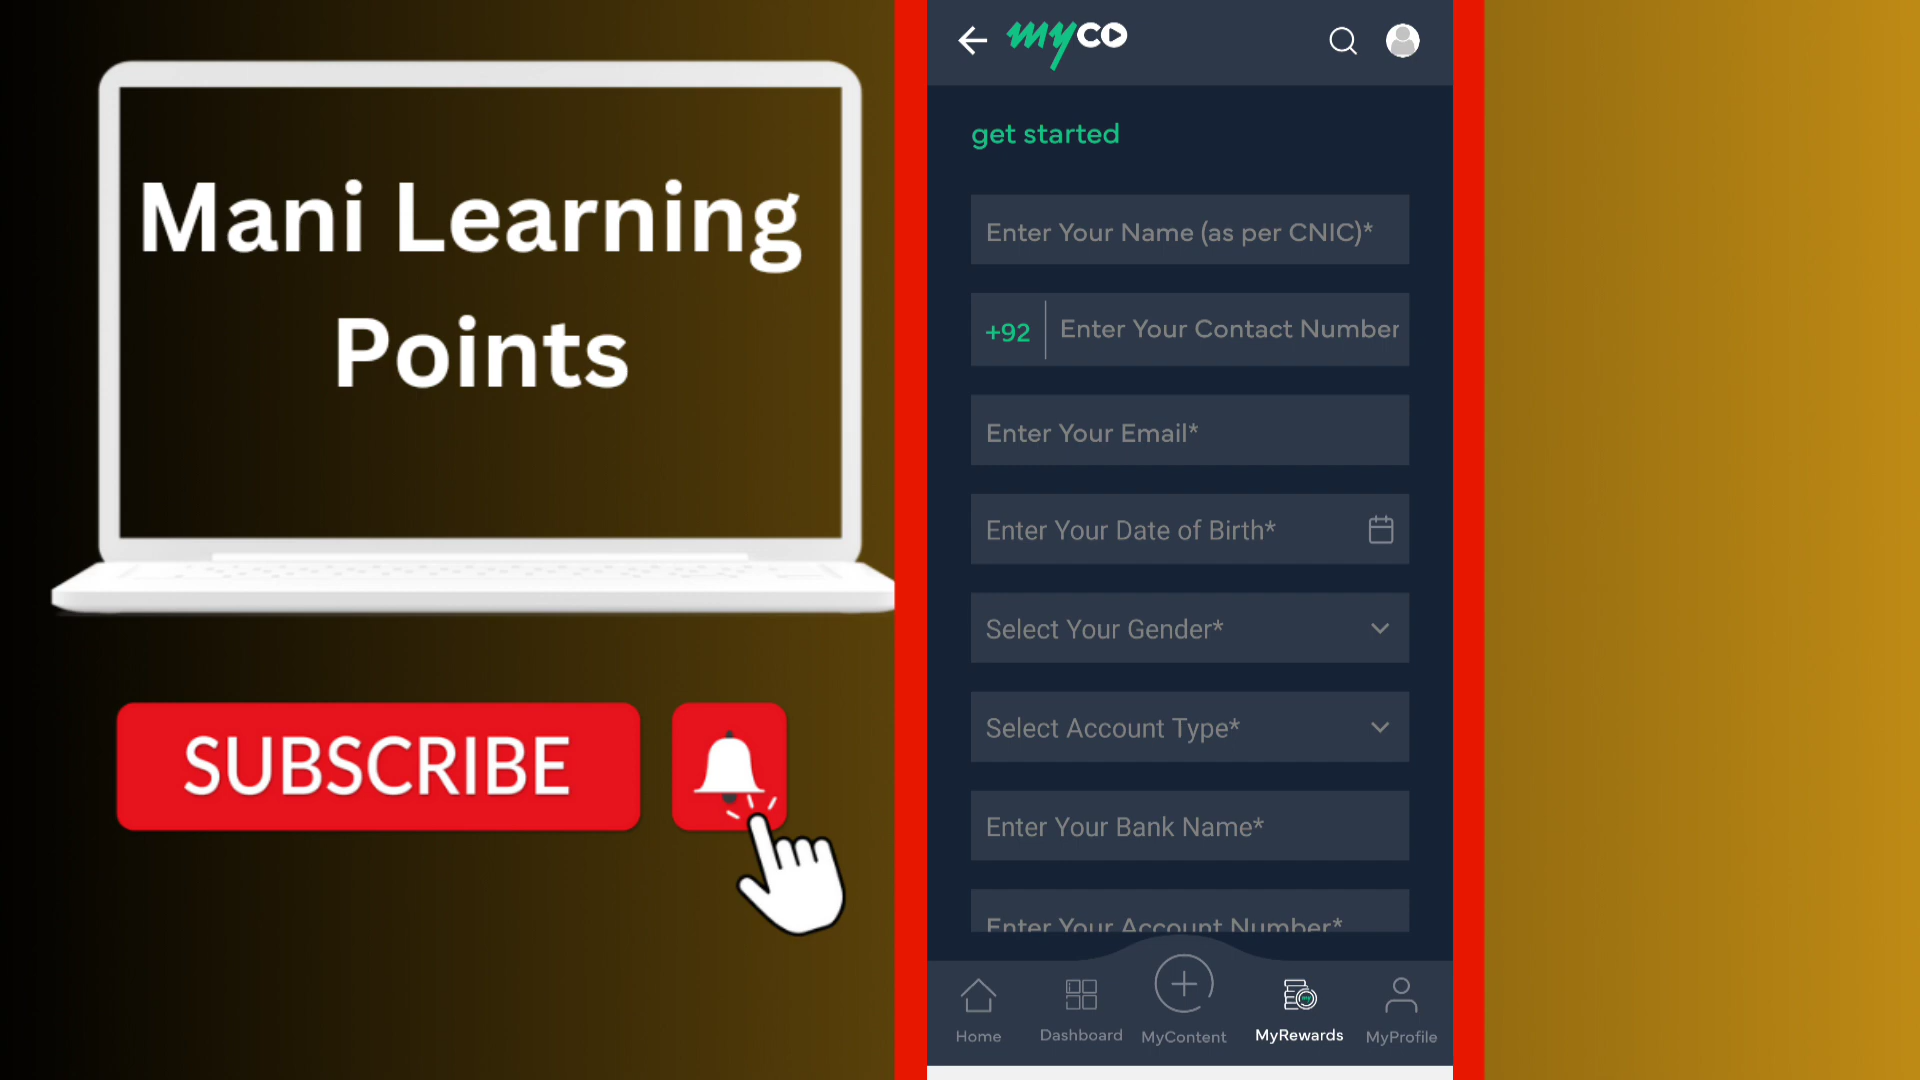 Mani Learning
Points
SUBSCRIBE
myco
get started
Enter Your Name (as per CNIC)*
+92 Enter Your Contact Number
Enter Your Email*
Enter Your Date of Birth*
Select Your Gender*
Select Account Type*
Enter Your Bank Name*
Enter Your Account Number*
Home Dashboard MyContent MyRewards MyProfile